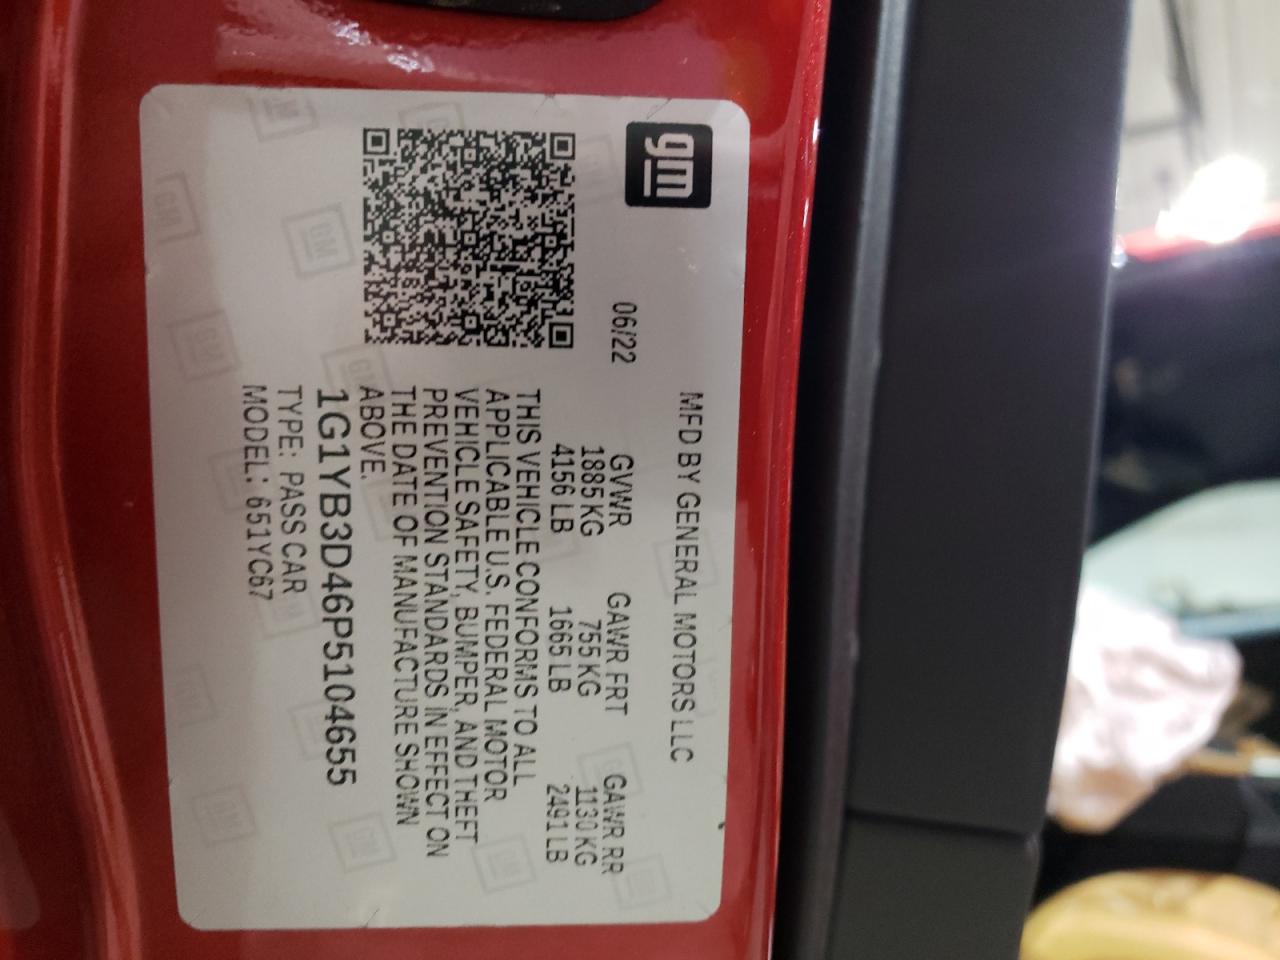 gm
06/22
MFD BY GENERAL MOTORS LLC
GVWR GAWR FRT GAWR RR
1885 KG 755 KG 1130 KG
4156 LB 1665 LB 2491 LB
THIS VEHICLE CONFORMS TO ALL
APPLICABLE U.S. FEDERAL MOTOR
VEHICLE SAFETY, BUMPER, AND THEFT
PREVENTION STANDARDS IN EFFECT ON
THE DATE OF MANUFACTURE SHOWN
ABOVE.
1G1YB3D46P5104655
TYPE: PASS CAR
MODEL: 651YC67